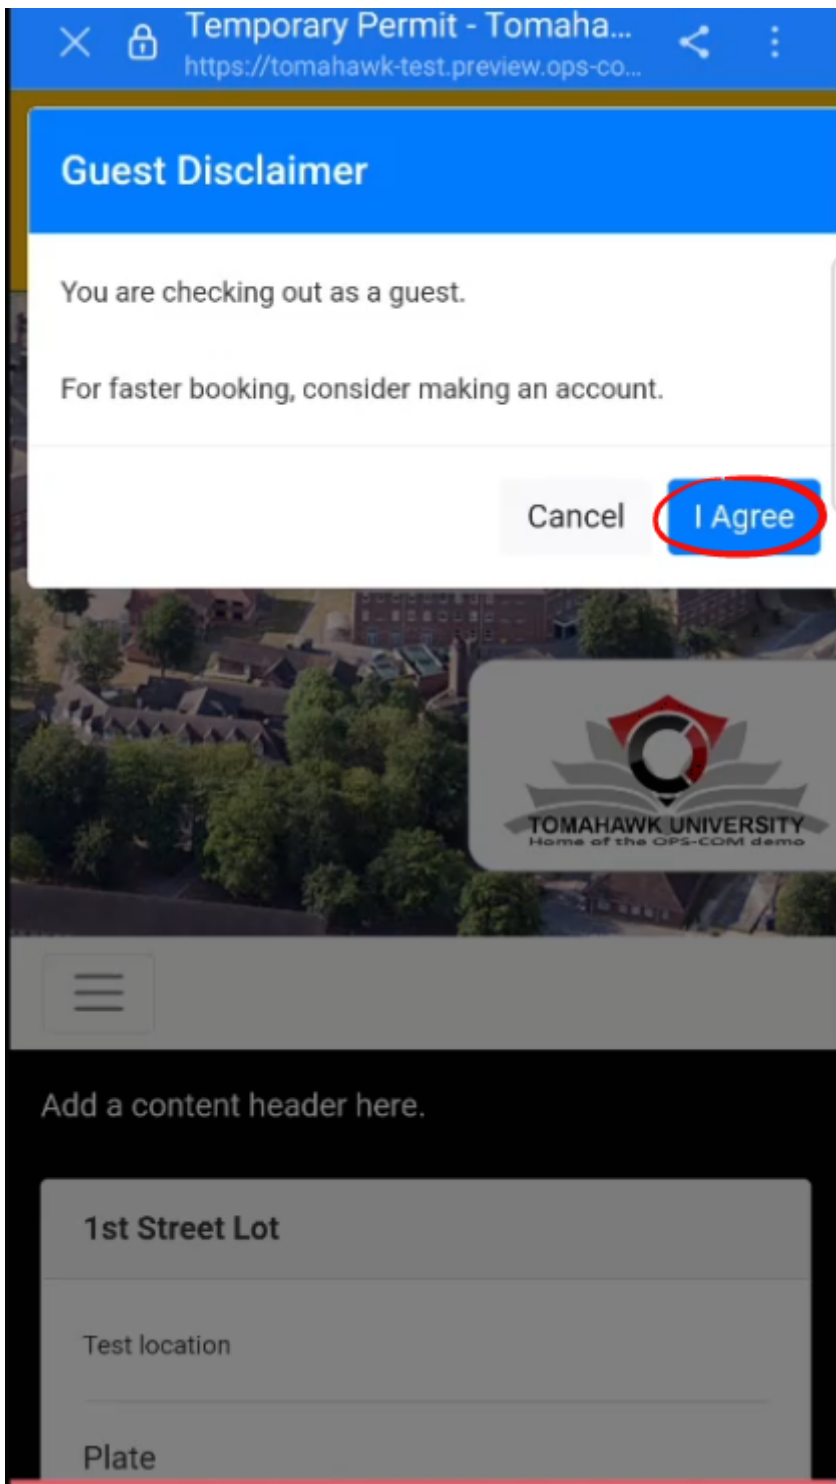 Temporary Permit - Tomaha...
https://tomahawk-test.preview.ops-co...
Guest Disclaimer
You are checking out as a guest.
For faster booking, consider making an account.
Cancel
I Agree
TOMAHAWK UNIVERSITY
Home of the OPS-COM demo
Add a content header here.
1st Street Lot
Test location
Plate